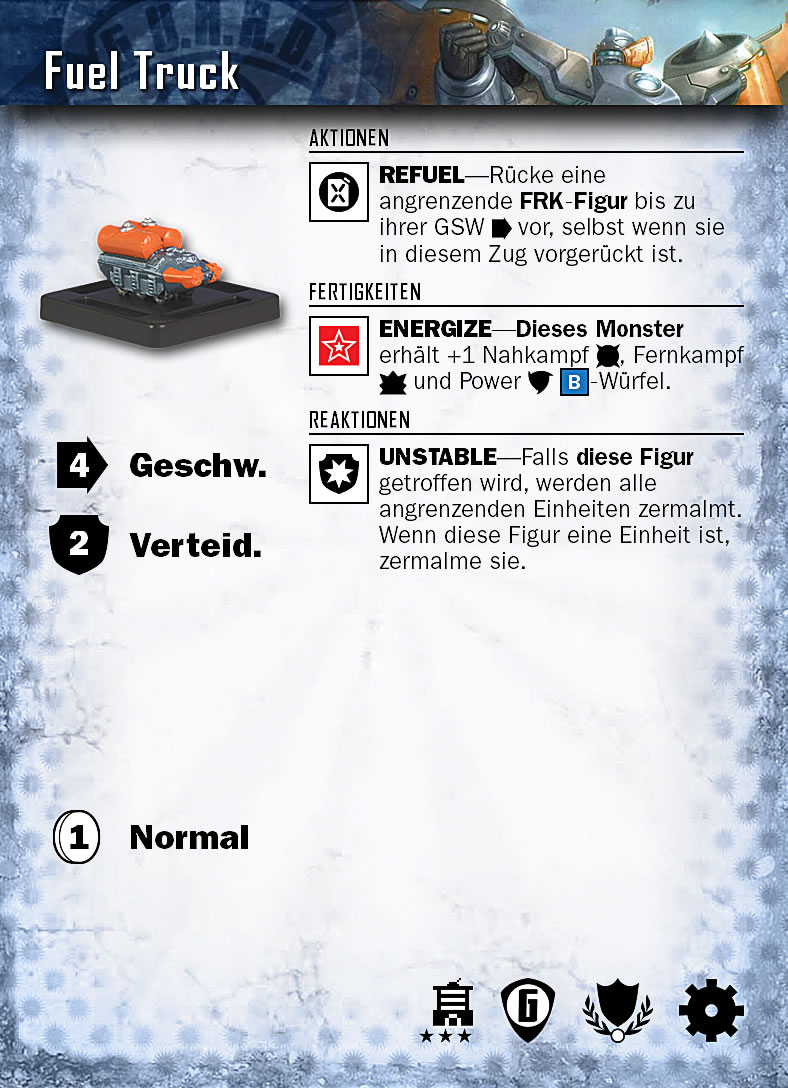 Fuel Truck
AKTIONEN
REFUEL—Rücke eine
angrenzende FRK-Figur bis zu
ihrer GSW vor, selbst wenn sie
in diesem Zug vorgerückt ist.
FERTIGKEITEN
ENERGIZE—Dieses Monster
erhält +1 Nahkampf , Fernkampf
und Power B-Würfel.
REAKTIONEN
UNSTABLE—Falls diese Figur
getroffen wird, werden alle
angrenzenden Einheiten zermalmt.
Wenn diese Figur eine Einheit ist,
zermalme sie.
4 Geschw.
2 Verteid.
1 Normal
G